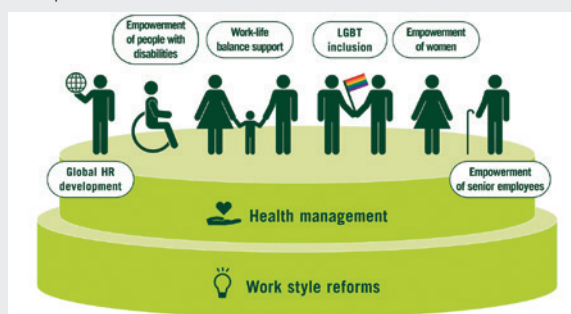 Empowerment
of people with
disabilities
Work-life
balance support
LGBT
inclusion
Empowerment
of women
Global HR
development
Empowerment
of senior employees
Health management
Work style reforms